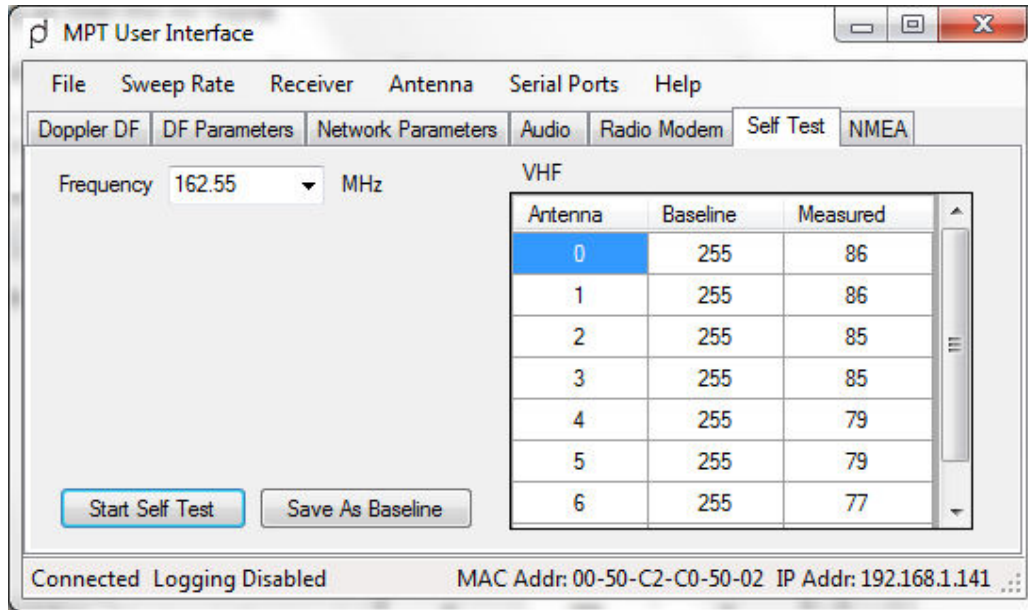 MPT User Interface
File Sweep Rate Receiver Antenna Serial Ports Help
Doppler DF DF Parameters Network Parameters Audio Radio Modem Self Test NMEA
Frequency 162.55 MHz
VHF
Antenna Baseline Measured
0 255 86
1 255 86
2 255 85
3 255 85
4 255 79
5 255 79
6 255 77
Start Self Test Save As Baseline
Connected Logging Disabled MAC Addr: 00-50-C2-C0-50-02 IP Addr: 192.168.1.141